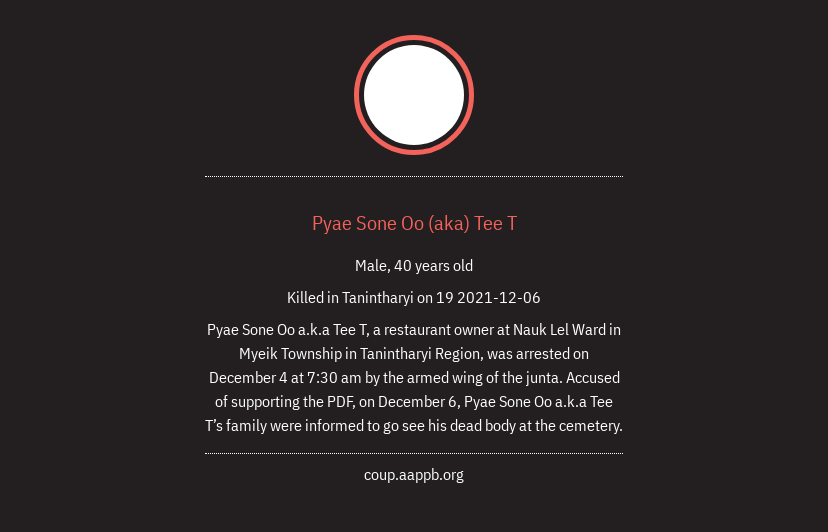 Pyae Sone Oo (aka) Tee T
Male, 40 years old
Killed in Tanintharyi on 19 2021-12-06
Pyae Sone Oo a.k.a Tee T, a restaurant owner at Nauk Lel Ward in
Myeik Township in Tanintharyi Region, was arrested on
December 4 at 7:30 am by the armed wing of the junta. Accused
of supporting the PDF, on December 6, Pyae Sone Oo a.k.a Tee
T’s family were informed to go see his dead body at the cemetery.
coup.aappb.org